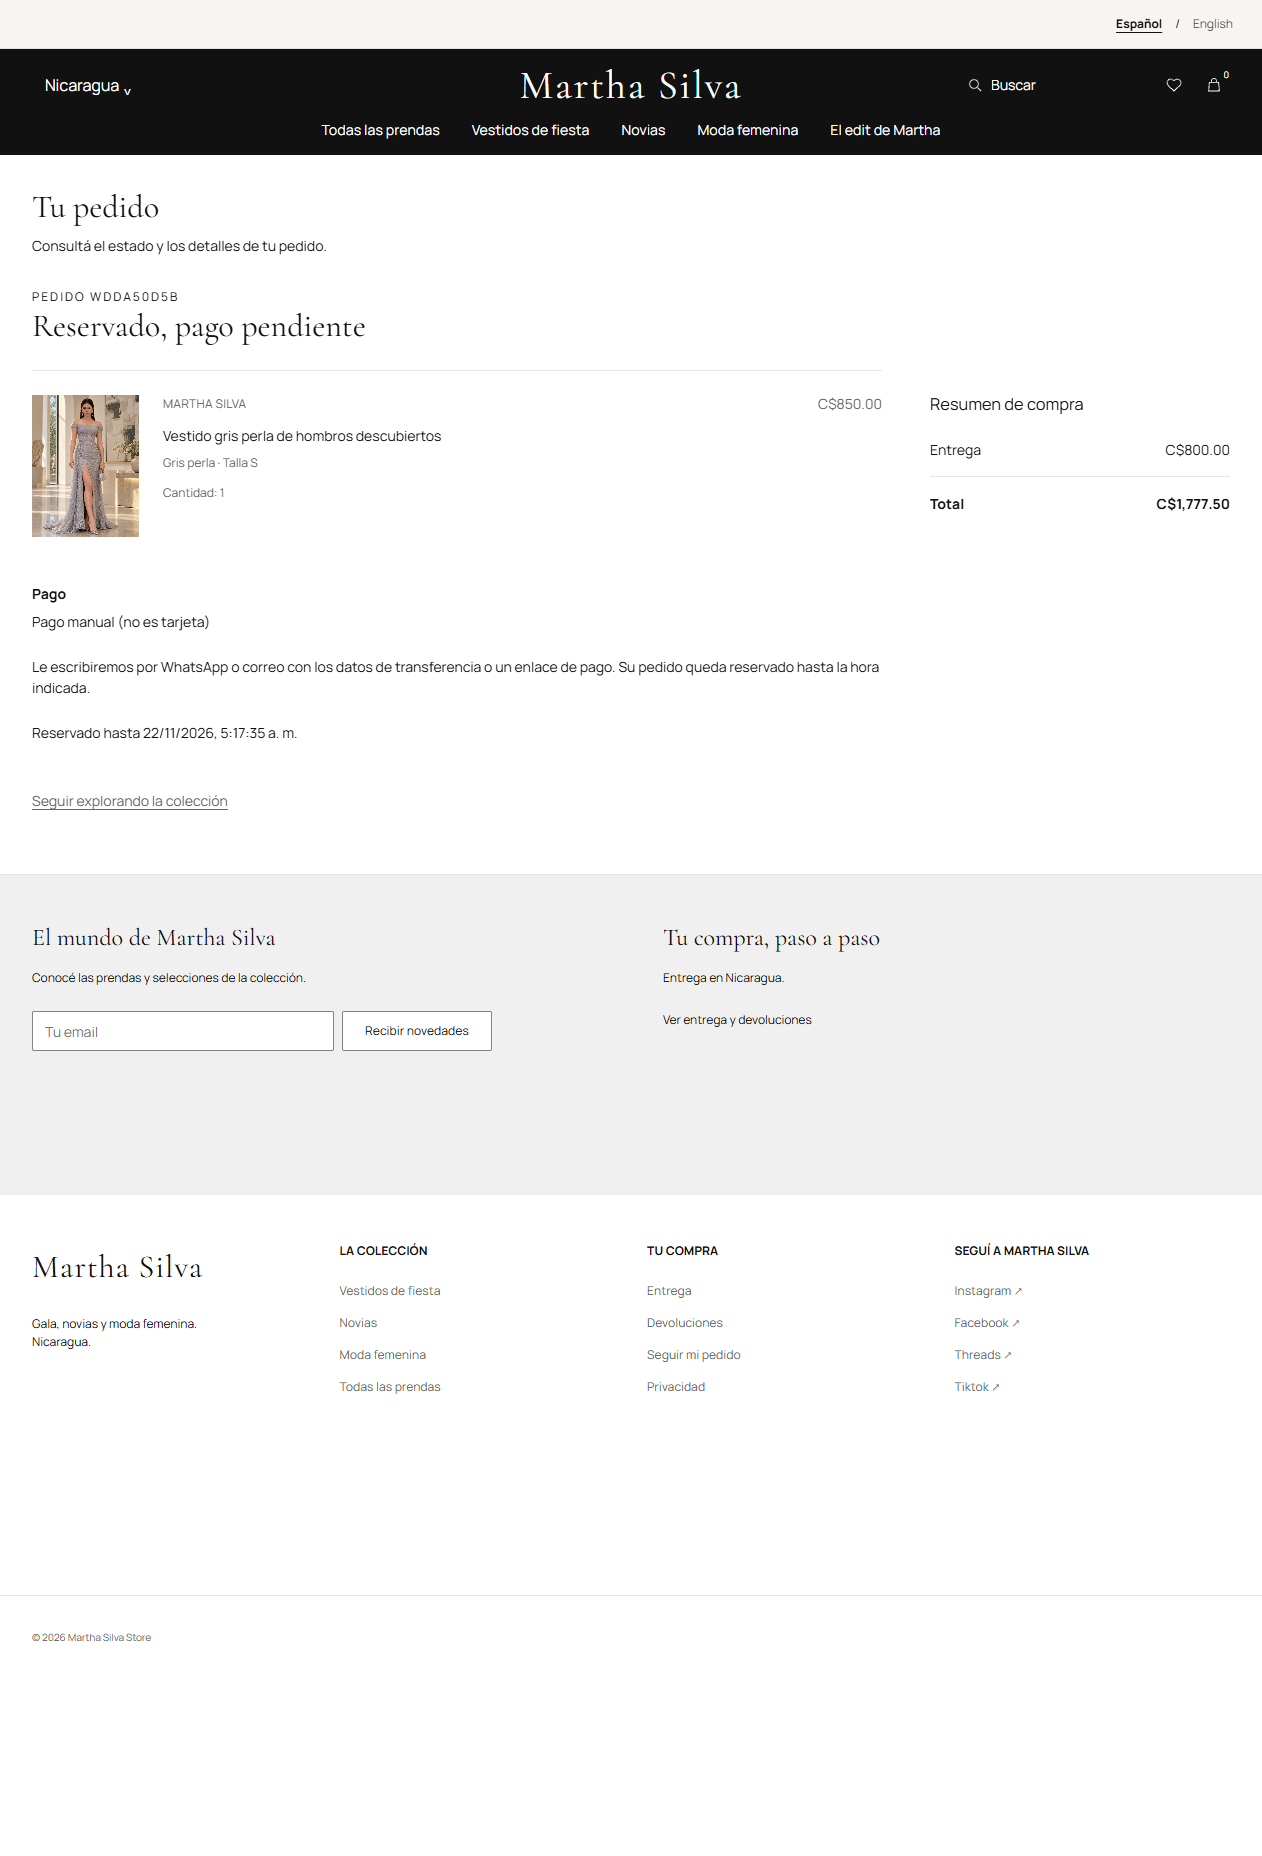 Español / English
Nicaragua v
Martha Silva
Buscar
0
Todas las prendas Vestidos de fiesta Novias Moda femenina El edit de Martha
Tu pedido
Consultá el estado y los detalles de tu pedido.
PEDIDO WDDA50D5B
Reservado, pago pendiente
MARTHA SILVA
C$850.00
Vestido gris perla de hombros descubiertos
Gris perla · Talla S
Cantidad: 1
Resumen de compra
Entrega C$800.00
Total C$1,777.50
Pago
Pago manual (no es tarjeta)
Le escribiremos por WhatsApp o correo con los datos de transferencia o un enlace de pago. Su pedido queda reservado hasta la hora
indicada.
Reservado hasta 22/11/2026, 5:17:35 a. m.
Seguir explorando la colección
El mundo de Martha Silva
Conocé las prendas y selecciones de la colección.
Tu email
Recibir novedades
Tu compra, paso a paso
Entrega en Nicaragua.
Ver entrega y devoluciones
Martha Silva
Gala, novias y moda femenina.
Nicaragua.
LA COLECCIÓN
Vestidos de fiesta
Novias
Moda femenina
Todas las prendas
TU COMPRA
Entrega
Devoluciones
Seguir mi pedido
Privacidad
SEGUÍ A MARTHA SILVA
Instagram ↗
Facebook ↗
Threads ↗
Tiktok ↗
© 2026 Martha Silva Store